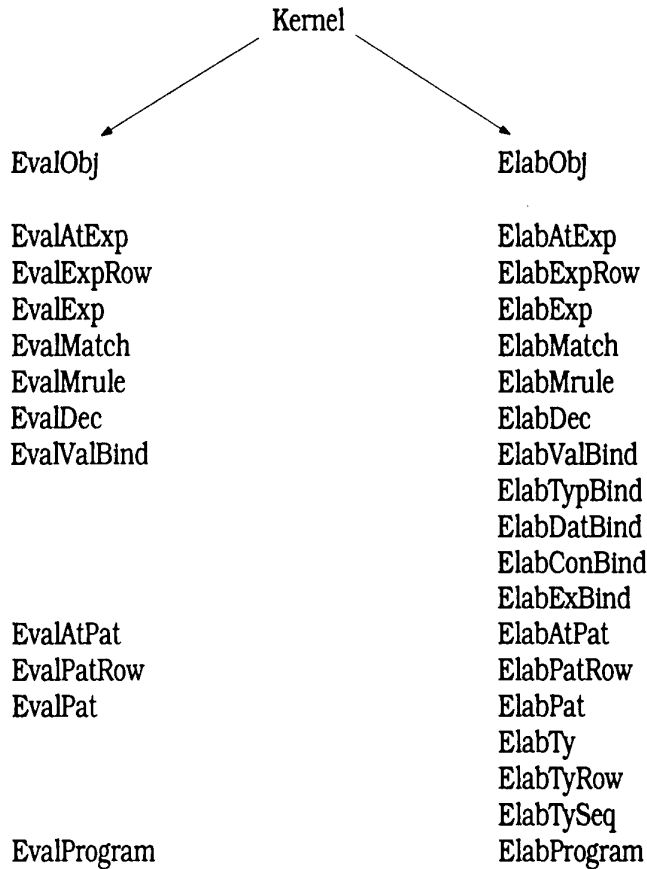 Kernel
EvalObj ElabObj
EvalAtExp ElabAtExp
EvalExpRow ElabExpRow
EvalExp ElabExp
EvalMatch ElabMatch
EvalMrule ElabMrule
EvalDec ElabDec
EvalValBind ElabValBind
ElabTypBind
ElabDatBind
ElabConBind
ElabExBind
EvalAtPat ElabAtPat
EvalPatRow ElabPatRow
EvalPat ElabPat
ElabTy
ElabTyRow
ElabTySeq
EvalProgram ElabProgram